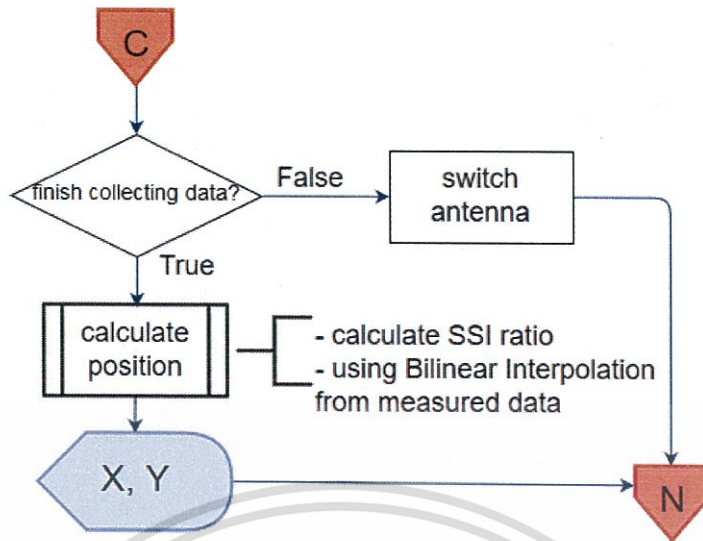 C
finish collecting data?
False
switch
antenna
True
calculate
position
- calculate SSI ratio
- using Bilinear Interpolation
from measured data
X, Y
N